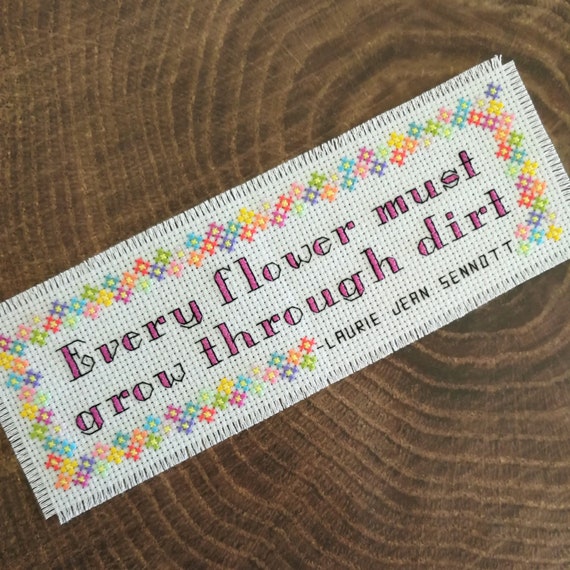 Every flower must
grow through dirt
-LAURIE JEAN SENNOTT